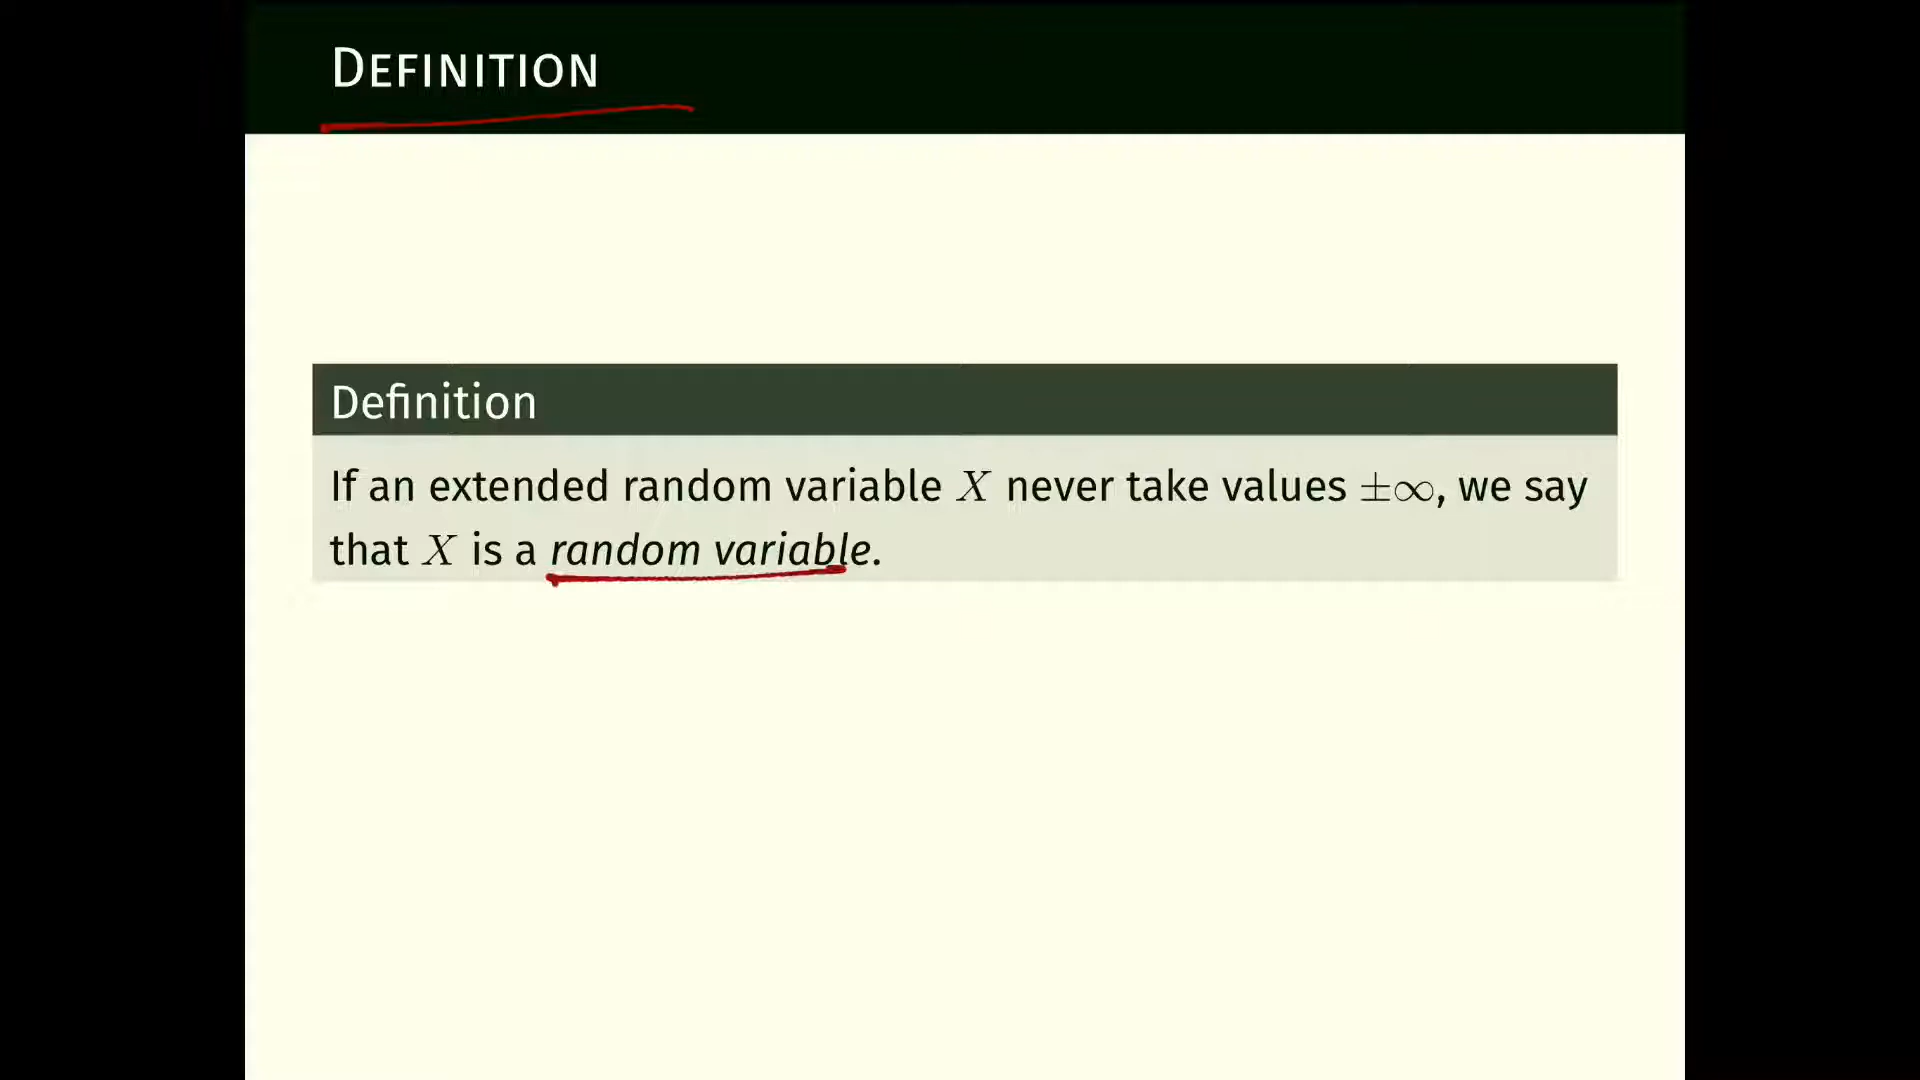 DEFINITION
Definition
If an extended random variable X never take values ±∞, we say
that X is a random variable.